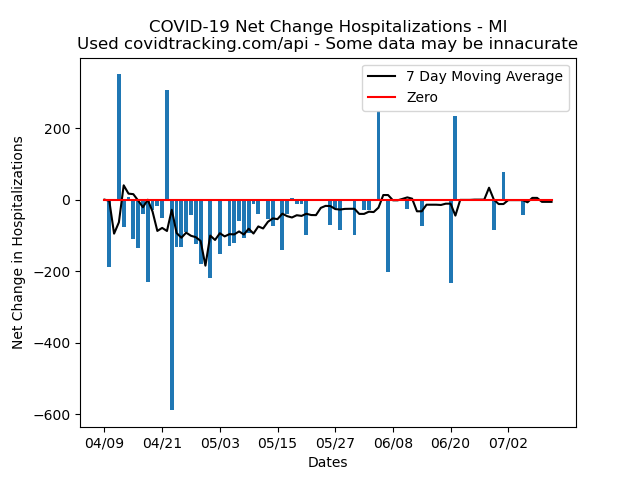 COVID-19 Net Change Hospitalizations - MI
Used covidtracking.com/api - Some data may be innacurate
7 Day Moving Average
Zero
Net Change in Hospitalizations
200
0
−200
−400
−600
04/09 04/21 05/03 05/15 05/27 06/08 06/20 07/02
Dates